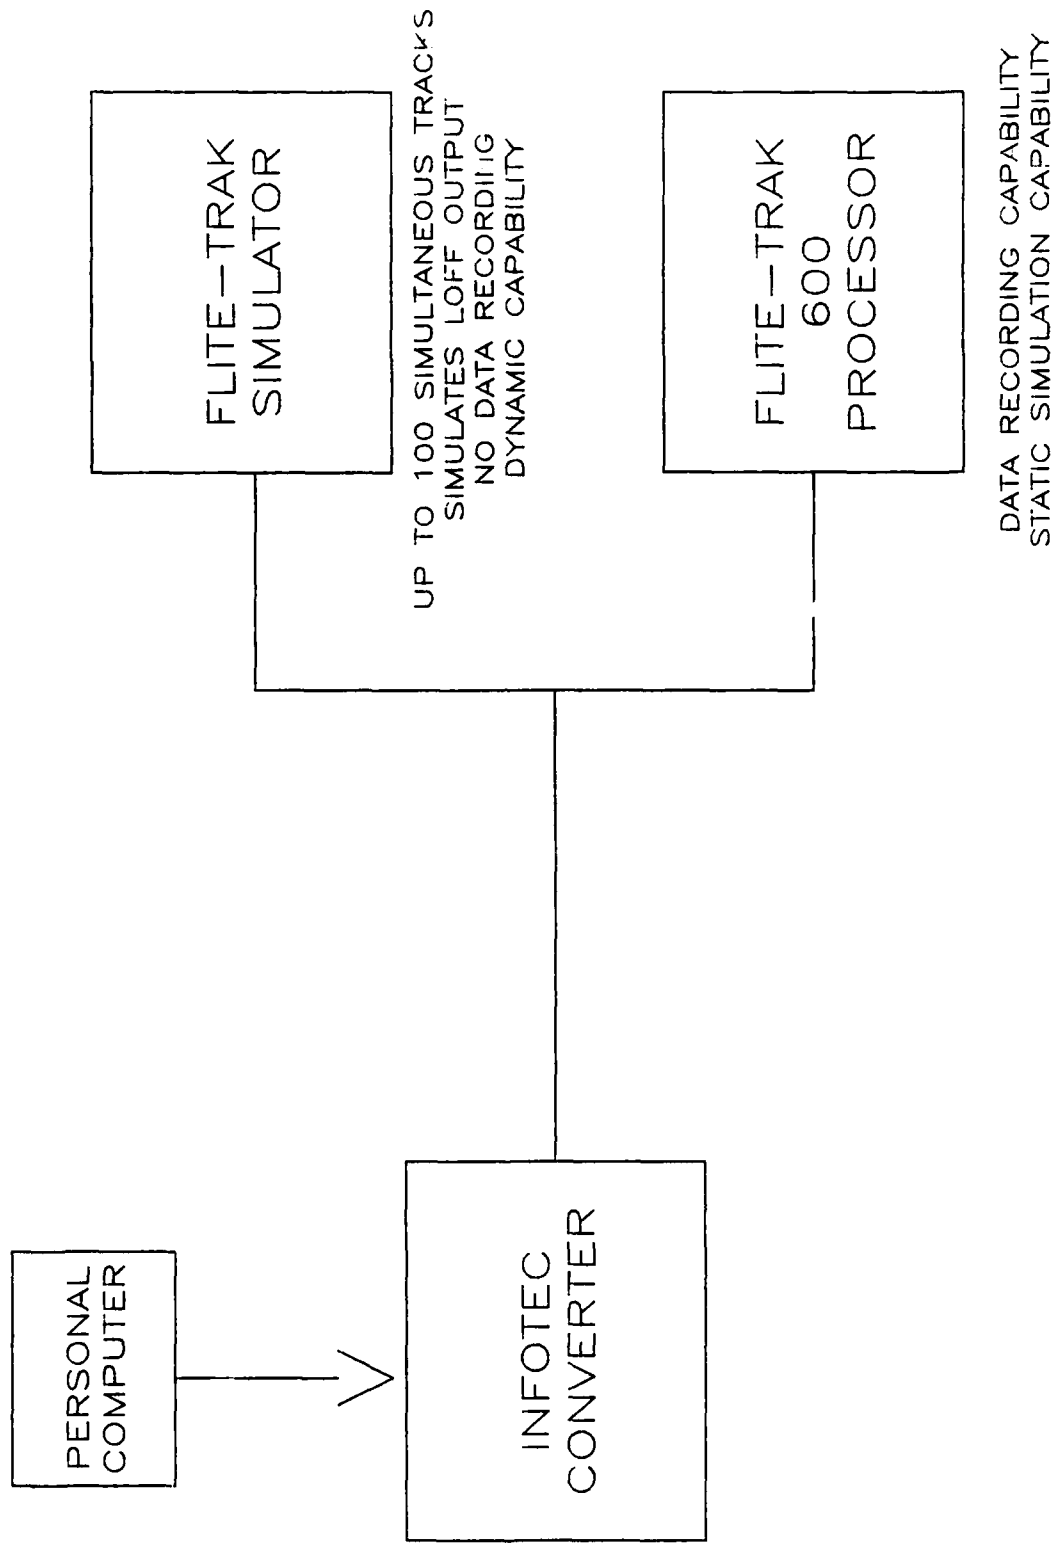 PERSONAL
COMPUTER
INFOTEC
CONVERTER
FLITE-TRAK
SIMULATOR
UP TO 100 SIMULTANEOUS TRACKS
SIMULATES LOFF OUTPUT
NO DATA RECORDING
DYNAMIC CAPABILITY
FLITE-TRAK
600
PROCESSOR
DATA RECORDING CAPABILITY
STATIC SIMULATION CAPABILITY